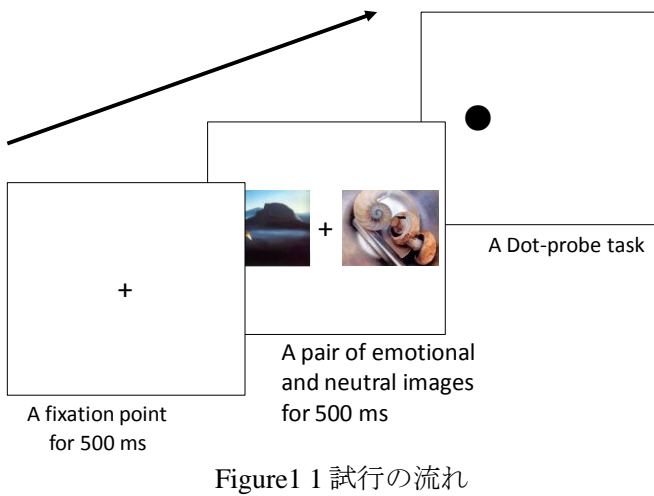 +
+
A Dot-probe task
A pair of emotional
and neutral images
for 500 ms
A fixation point
for 500 ms
Figure1 1 試行の流れ